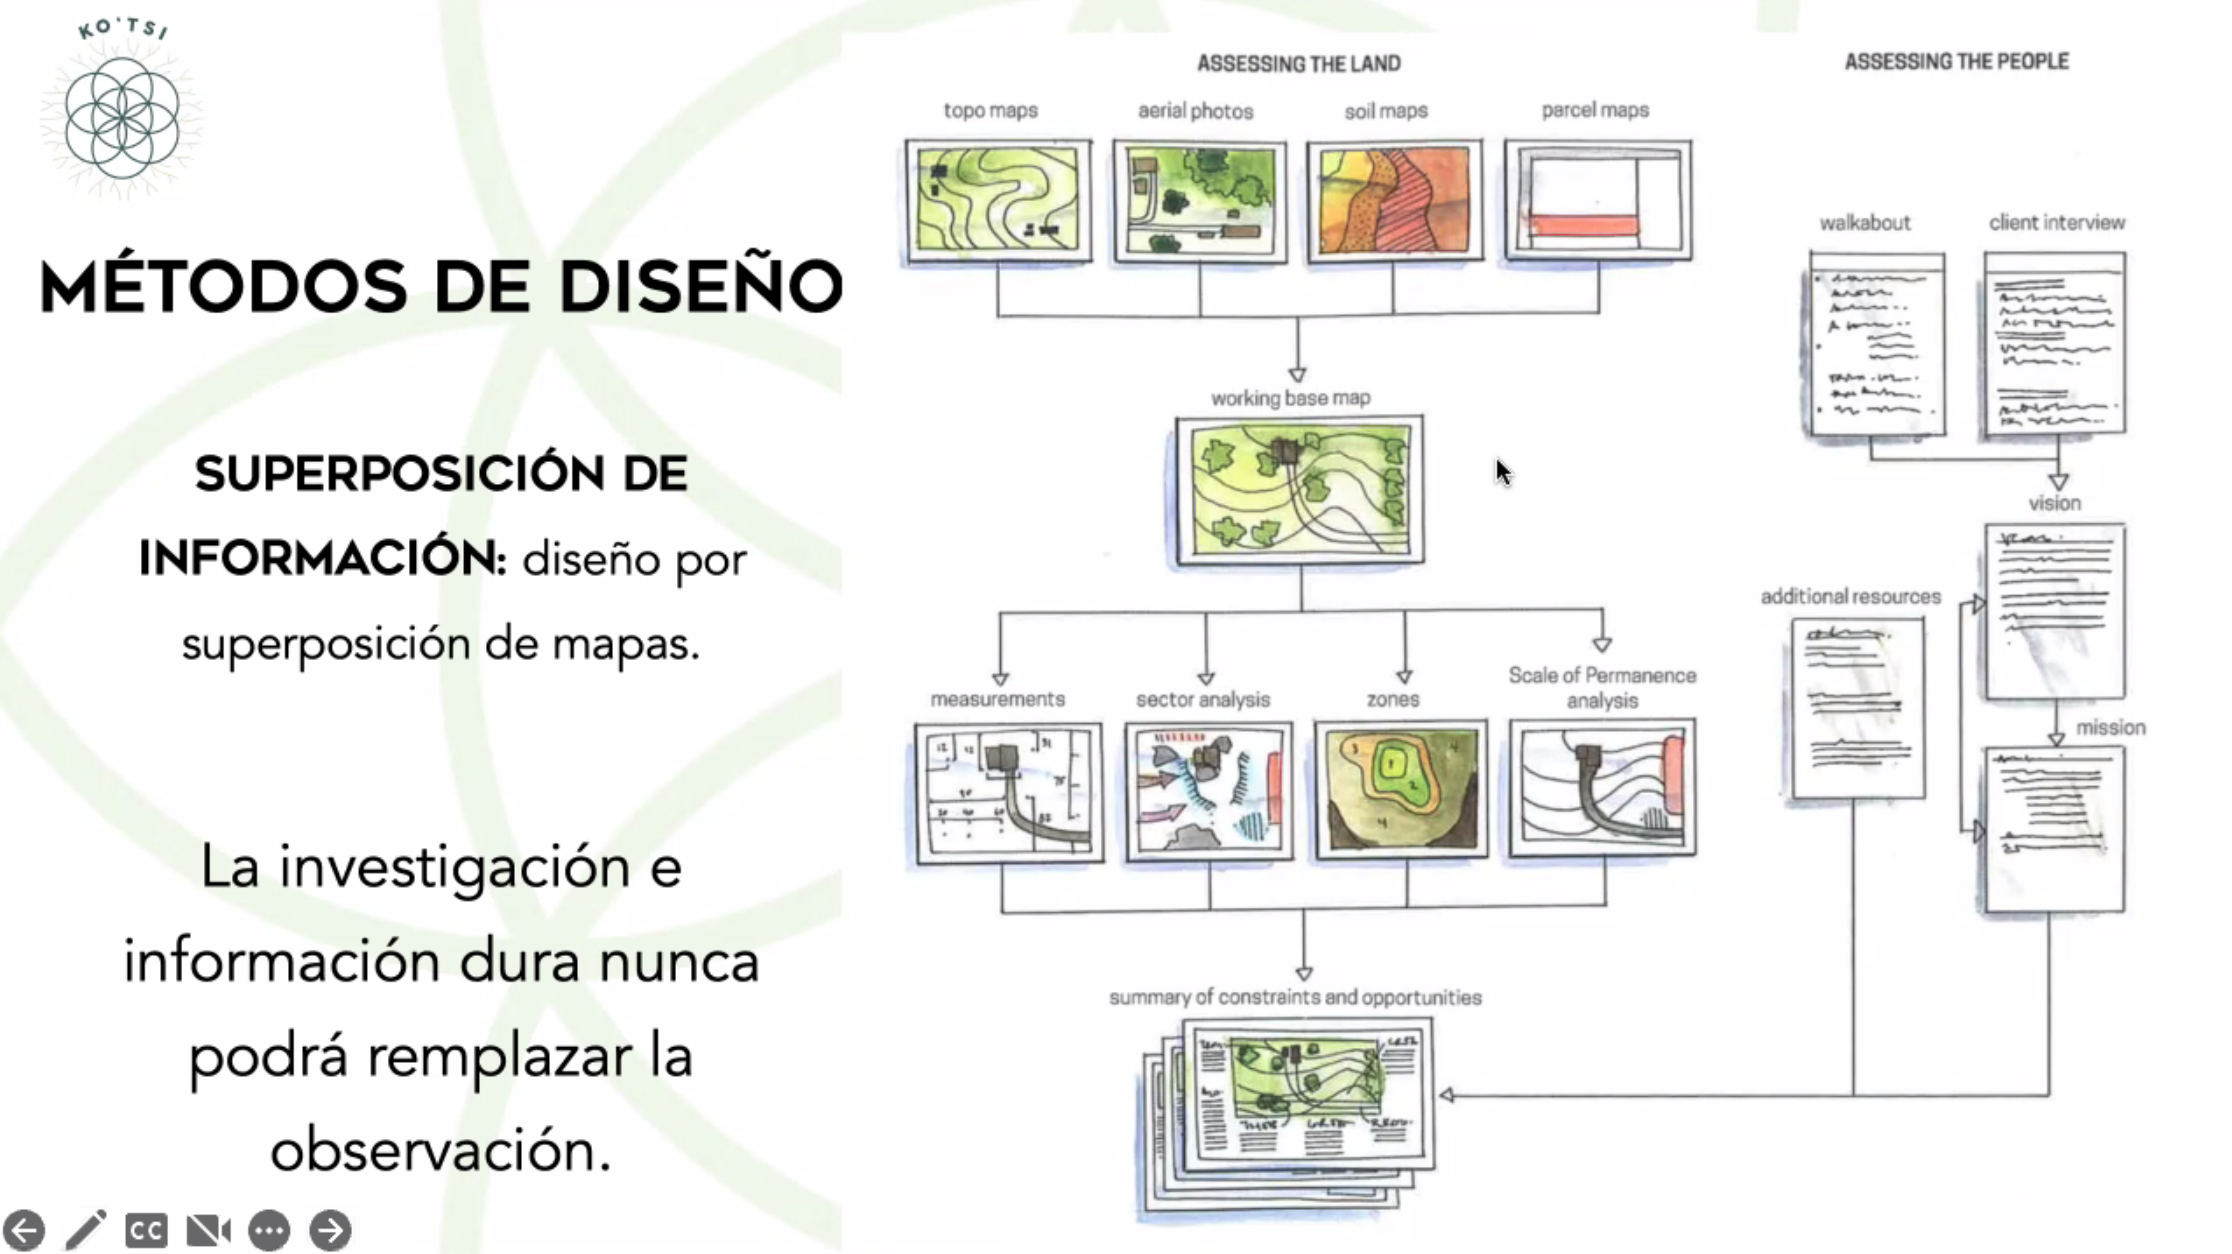 KO'TSI
MÉTODOS DE DISEÑO
SUPERPOSICIÓN DE
INFORMACIÓN: diseño por
superposición de mapas.
La investigación e
información dura nunca
podrá remplazar la
observación.
ASSESSING THE LAND
topo maps
aerial photos
soil maps
parcel maps
working base map
measurements
sector analysis
zones
Scale of Permanence
analysis
summary of constraints and opportunities
ASSESSING THE PEOPLE
walkabout
client interview
vision
additional resources
mission
CC